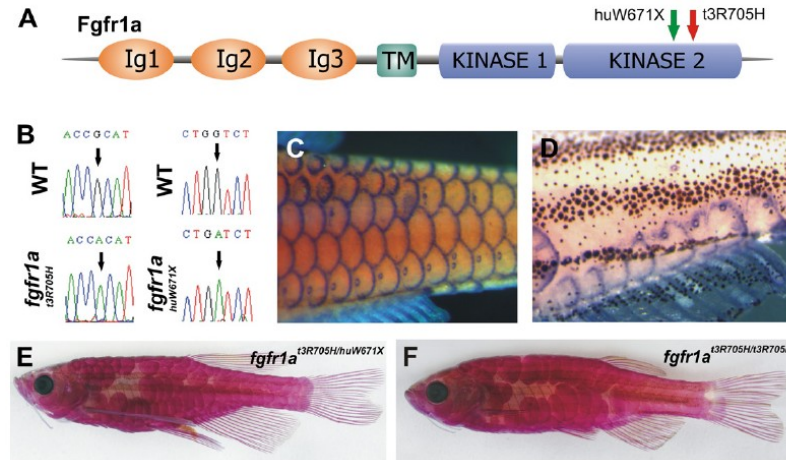 A
Fgfr1a
huW671X
t3R705H
Ig1 Ig2 Ig3 TM KINASE 1 KINASE 2
B
ACCGCAT
CTGGTCT
WT
WT
ACCACAT
CTGATCT
fgfr1a t3R705H
fgfr1a huW671X
C
D
E
fgfr1a t3R705H/huW671X
F
fgfr1a t3R705H/t3R705H